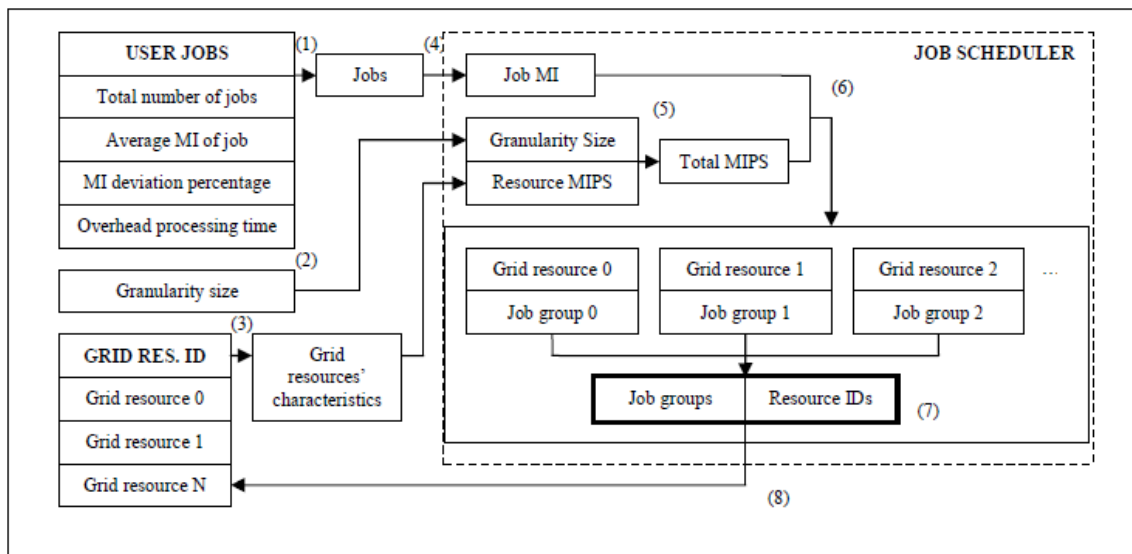 USER JOBS
Total number of jobs
Average MI of job
MI deviation percentage
Overhead processing time
(1)
Jobs
(4)
JOB SCHEDULER
Job MI
(6)
(5)
Granularity Size
Resource MIPS
Total MIPS
(2)
Granularity size
(3)
GRID RES. ID
Grid resource 0
Grid resource 1
Grid resource N
Grid
resources'
characteristics
Grid resource 0
Job group 0
Grid resource 1
Job group 1
Grid resource 2
Job group 2
...
Job groups
Resource IDs
(7)
(8)